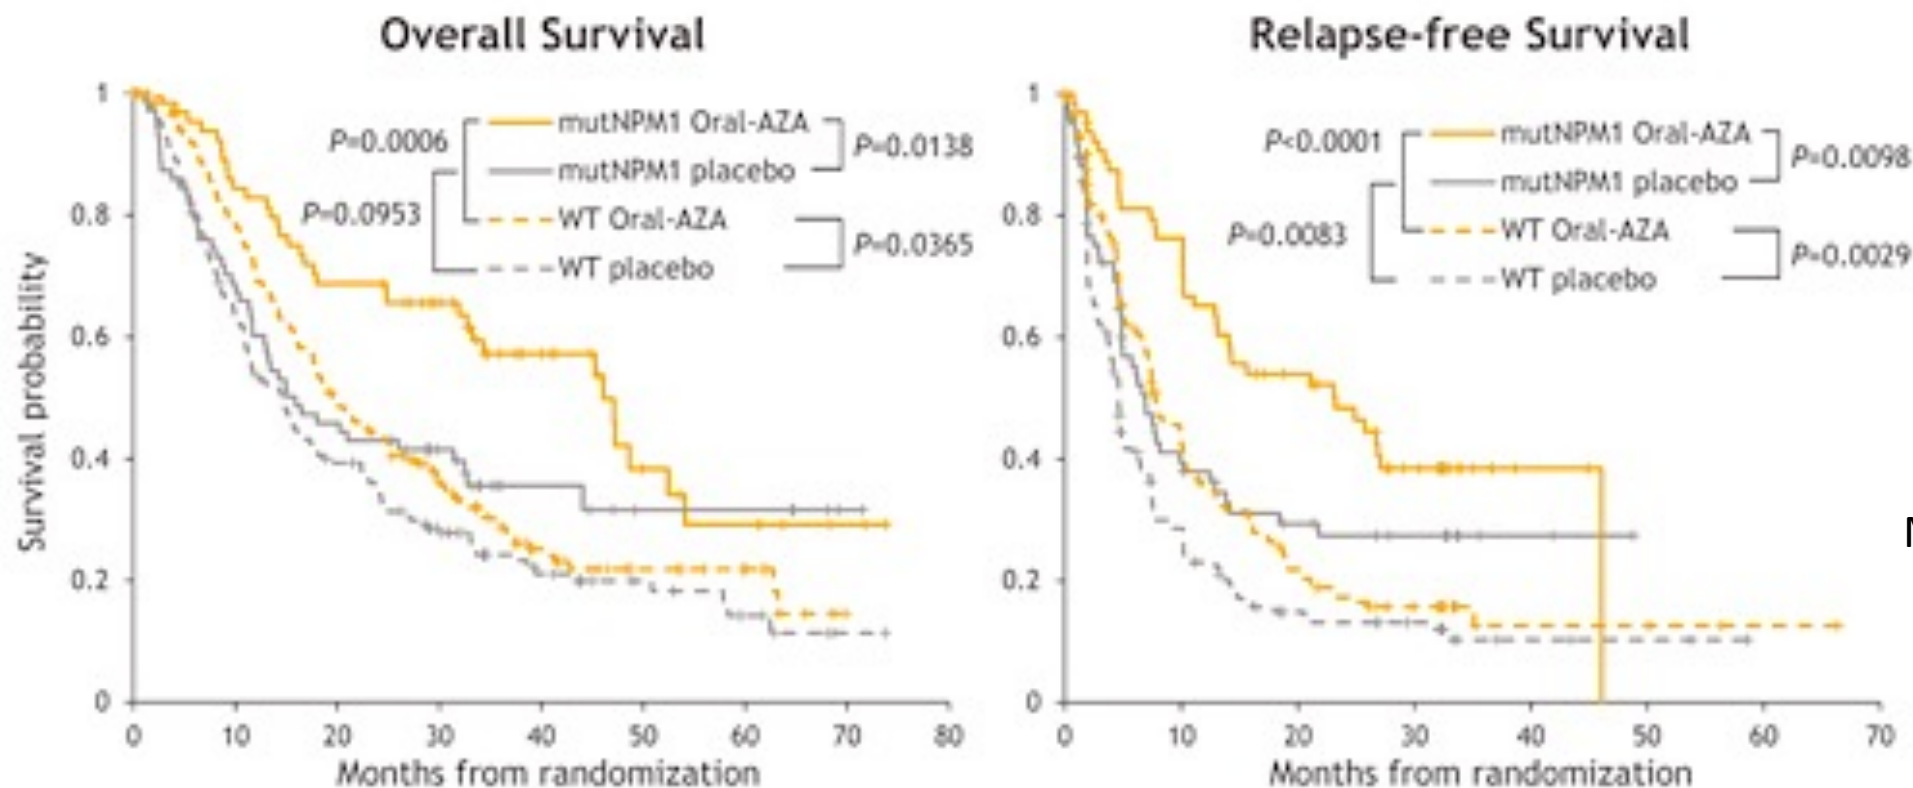 Overall Survival
Survival probability
1
0.8
0.6
0.4
0.2
0
P=0.0006
P=0.0953
mutNPM1 Oral-AZA
mutNPM1 placebo
WT Oral-AZA
WT placebo
P=0.0138
P=0.0365
0 10 20 30 40 50 60 70 80
Months from randomization
Relapse-free Survival
1
0.8
0.6
0.4
0.2
0
P<0.0001
P=0.0083
mutNPM1 Oral-AZA
mutNPM1 placebo
WT Oral-AZA
WT placebo
P=0.0098
P=0.0029
0 10 20 30 40 50 60 70
Months from randomization